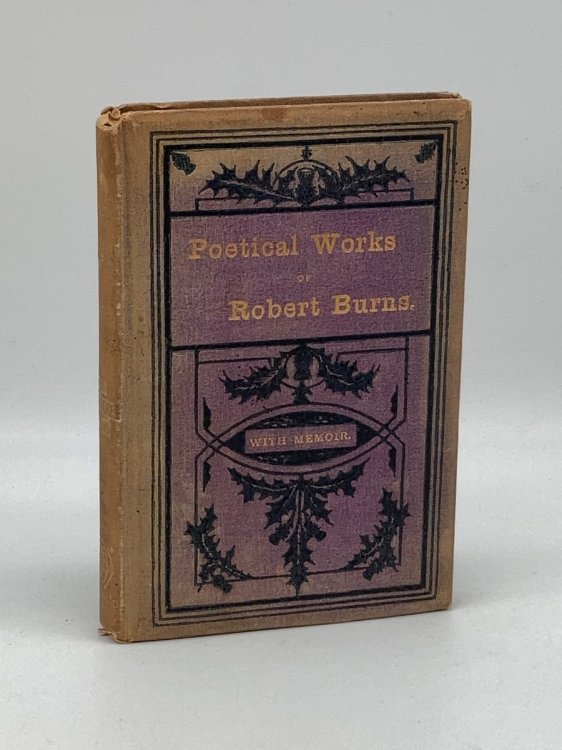 Poetical Works
OF
Robert Burns.
WITH MEMOIR.